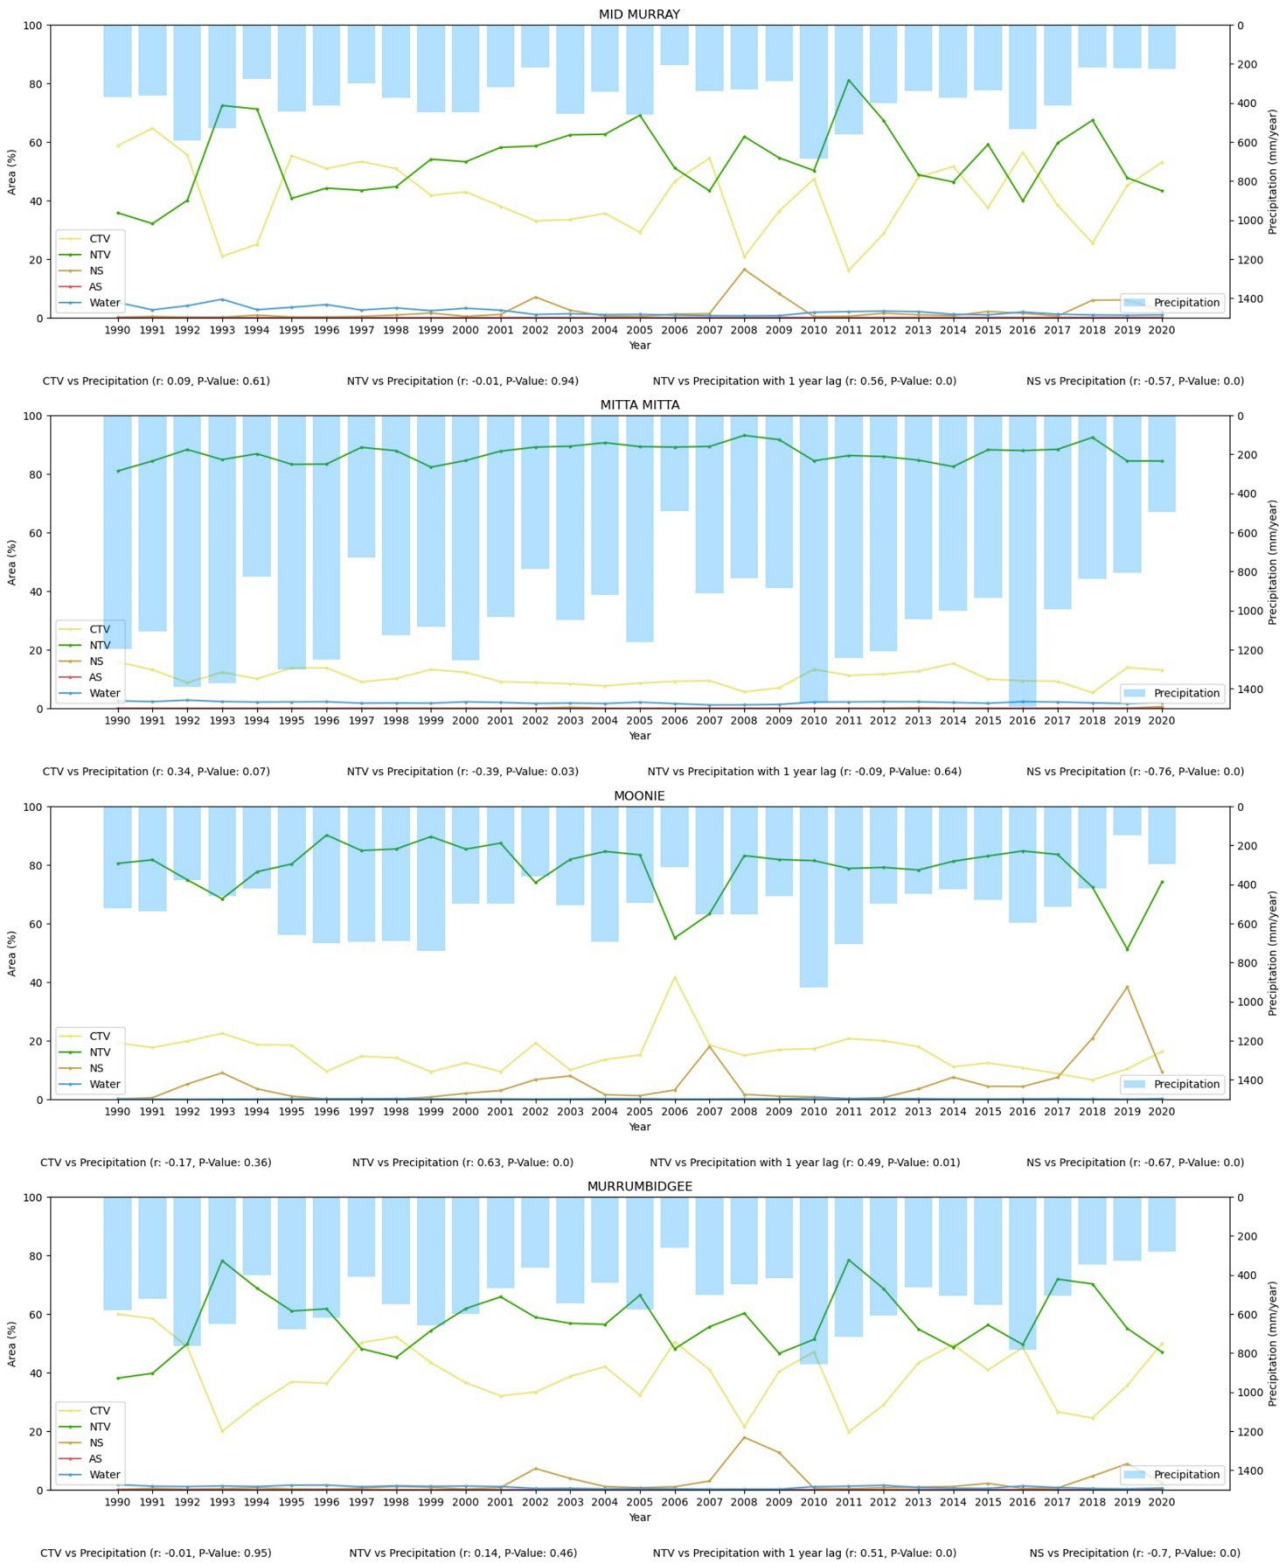 MID MURRAY
100
80
60
40
20
0
Area (%)
0
200
400
600
800
1000
1200
1400
Precipitation (mm/year)
CTV
NTV
NS
AS
Water
Precipitation
1990 1991 1992 1993 1994 1995 1996 1997 1998 1999 2000 2001 2002 2003 2004 2005 2006 2007 2008 2009 2010 2011 2012 2013 2014 2015 2016 2017 2018 2019 2020
Year
CTV vs Precipitation (r: 0.09, P-Value: 0.61) NTV vs Precipitation (r: -0.01, P-Value: 0.94) NTV vs Precipitation with 1 year lag (r: 0.56, P-Value: 0.0) NS vs Precipitation (r: -0.57, P-Value: 0.0)
MITTA MITTA
100
80
60
40
20
0
Area (%)
0
200
400
600
800
1000
1200
1400
Precipitation (mm/year)
CTV
NTV
NS
AS
Water
Precipitation
1990 1991 1992 1993 1994 1995 1996 1997 1998 1999 2000 2001 2002 2003 2004 2005 2006 2007 2008 2009 2010 2011 2012 2013 2014 2015 2016 2017 2018 2019 2020
Year
CTV vs Precipitation (r: 0.34, P-Value: 0.07) NTV vs Precipitation (r: -0.39, P-Value: 0.03) NTV vs Precipitation with 1 year lag (r: -0.09, P-Value: 0.64) NS vs Precipitation (r: -0.76, P-Value: 0.0)
MOONIE
100
80
60
40
20
0
Area (%)
0
200
400
600
800
1000
1200
1400
Precipitation (mm/year)
CTV
NTV
NS
Water
Precipitation
1990 1991 1992 1993 1994 1995 1996 1997 1998 1999 2000 2001 2002 2003 2004 2005 2006 2007 2008 2009 2010 2011 2012 2013 2014 2015 2016 2017 2018 2019 2020
Year
CTV vs Precipitation (r: -0.17, P-Value: 0.36) NTV vs Precipitation (r: 0.63, P-Value: 0.0) NTV vs Precipitation with 1 year lag (r: 0.49, P-Value: 0.01) NS vs Precipitation (r: -0.67, P-Value: 0.0)
MURRUMBIDGEE
100
80
60
40
20
0
Area (%)
0
200
400
600
800
1000
1200
1400
Precipitation (mm/year)
CTV
NTV
NS
AS
Water
Precipitation
1990 1991 1992 1993 1994 1995 1996 1997 1998 1999 2000 2001 2002 2003 2004 2005 2006 2007 2008 2009 2010 2011 2012 2013 2014 2015 2016 2017 2018 2019 2020
Year
CTV vs Precipitation (r: -0.01, P-Value: 0.95) NTV vs Precipitation (r: 0.14, P-Value: 0.46) NTV vs Precipitation with 1 year lag (r: 0.51, P-Value: 0.0) NS vs Precipitation (r: -0.7, P-Value: 0.0)